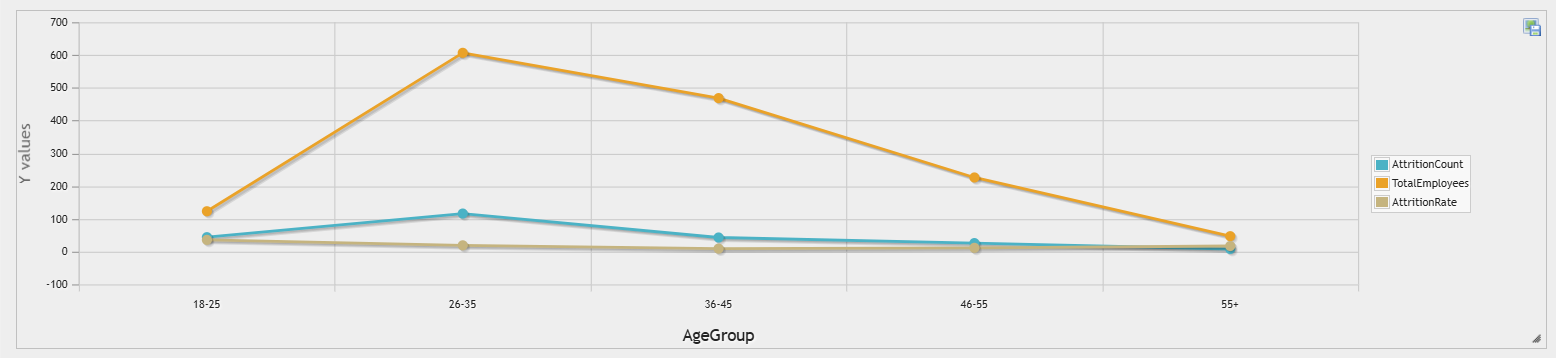 700
600
500
400
300
200
100
0
-100
Y values
18-25 26-35 36-45 46-55 55+
AgeGroup
AttritionCount
TotalEmployees
AttritionRate